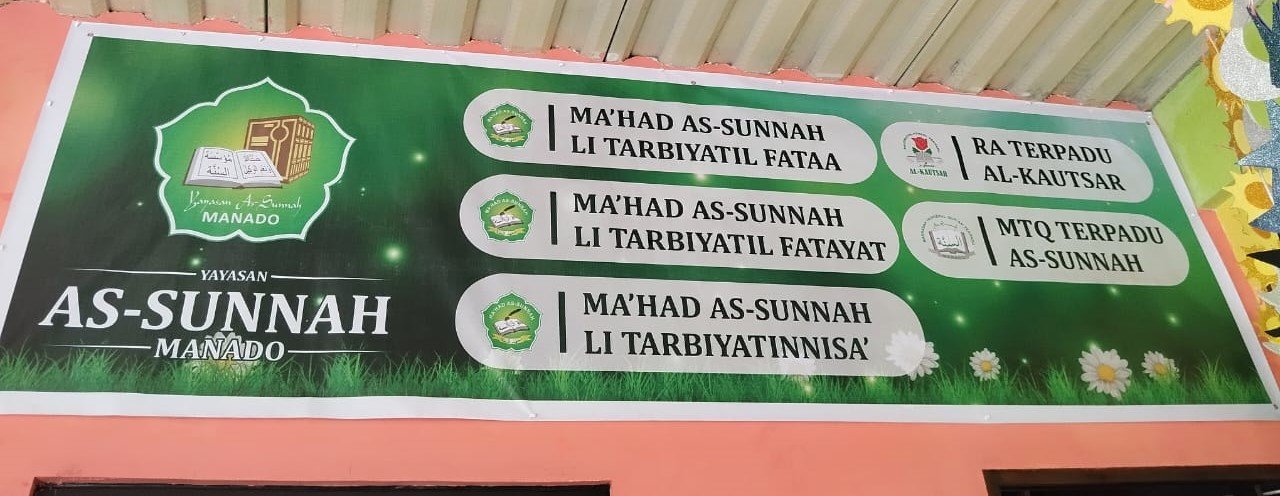 Yayasan As-Sunnah
MANADO
YAYASAN
AS-SUNNAH
MANADO
MA'HAD AS-SUNNAH
LI TARBIYATIL FATAA
MA'HAD AS-SUNNAH
LI TARBIYATIL FATAYAT
MA'HAD AS-SUNNAH
LI TARBIYATINNISA'
RA TERPADU
AL-KAUTSAR
AL-KAUTSAR
MTQ TERPADU
AS-SUNNAH